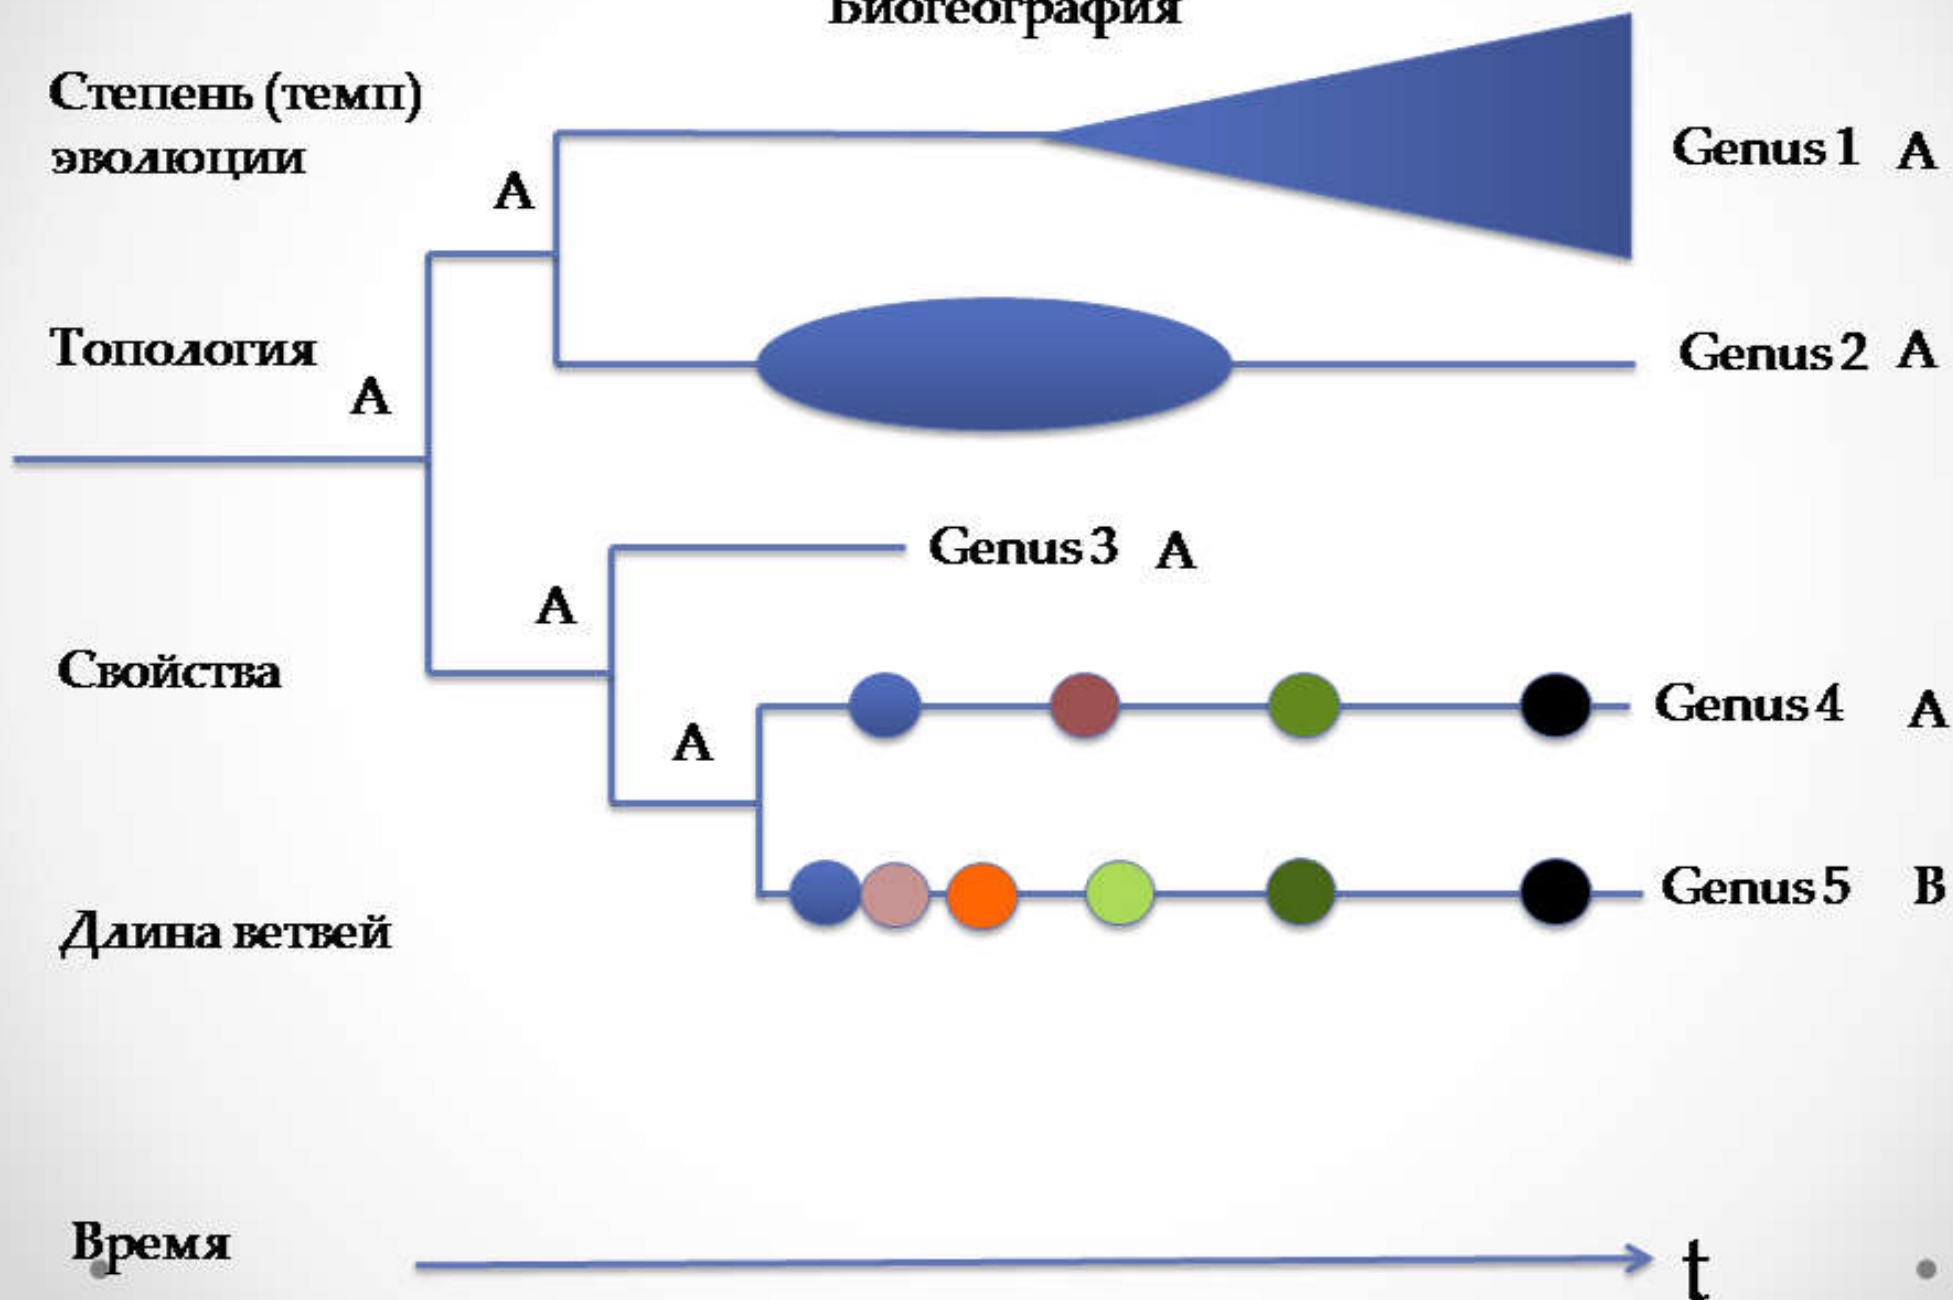 Биогеография
Степень (темп)
эволюции
Genus 1 A
A
Топология
Genus 2 A
A
Genus 3 A
A
Свойства
Genus 4 A
A
Genus 5 B
Длина ветвей
Время
t